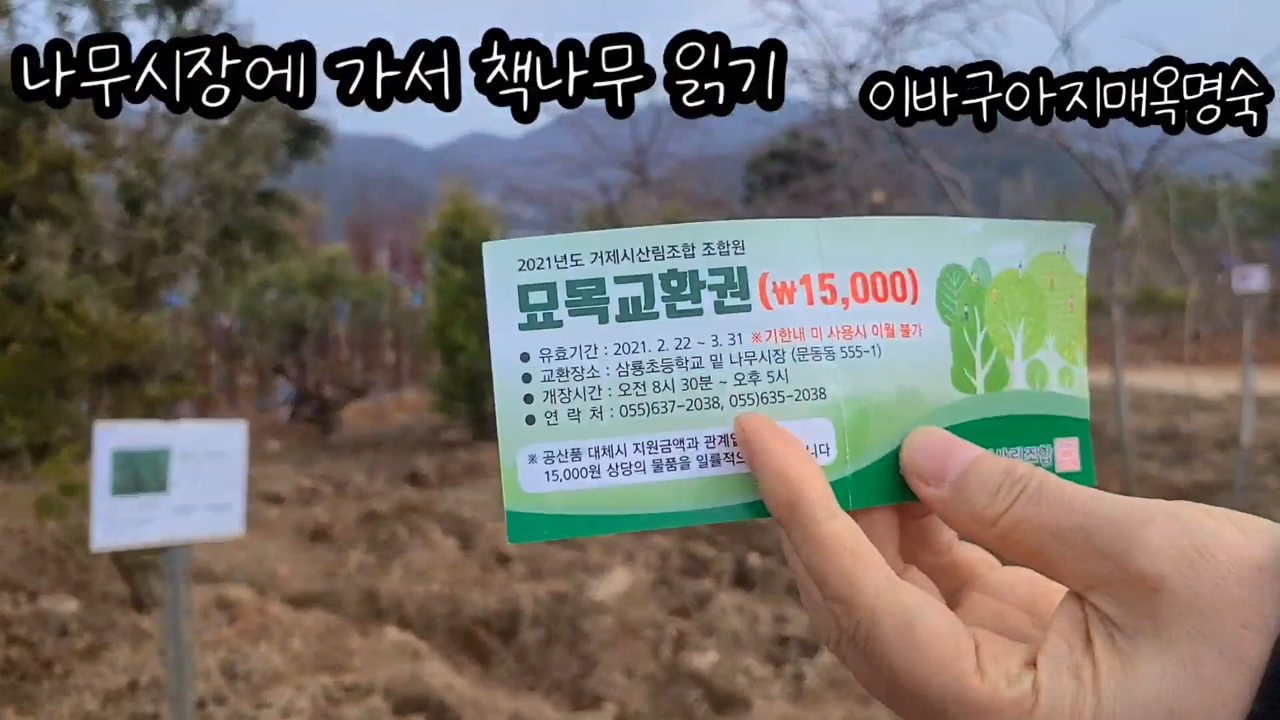 나무시장에 가서 책나무 읽기
이바구아지매옥명숙
2021년도 거제시산림조합 조합원
묘목교환권 (₩15,000)
● 유효기간 : 2021. 2. 22 ~ 3. 31 ※기한내 미 사용시 이월 불가
● 교환장소 : 삼룡초등학교 밑 나무시장 (문동동 555-1)
● 개장시간 : 오전 8시 30분 ~ 오후 5시
● 연 락 처 : 055)637-2038, 055)635-2038
※ 공산품 대체시 지원금액과 관계
15,000원 상당의 물품을 일률적으